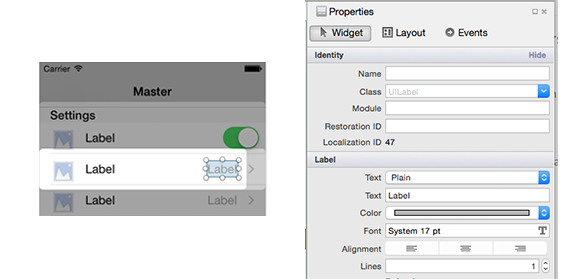 Carrier
Master
Settings
Label
Label Label
Label Label
Properties
Widget Layout Events
Identity Hide
Name
Class UILabel
Module
Restoration ID
Localization ID 47
Label
Text Plain
Text Label
Color
Font System 17 pt T
Alignment
Lines 1